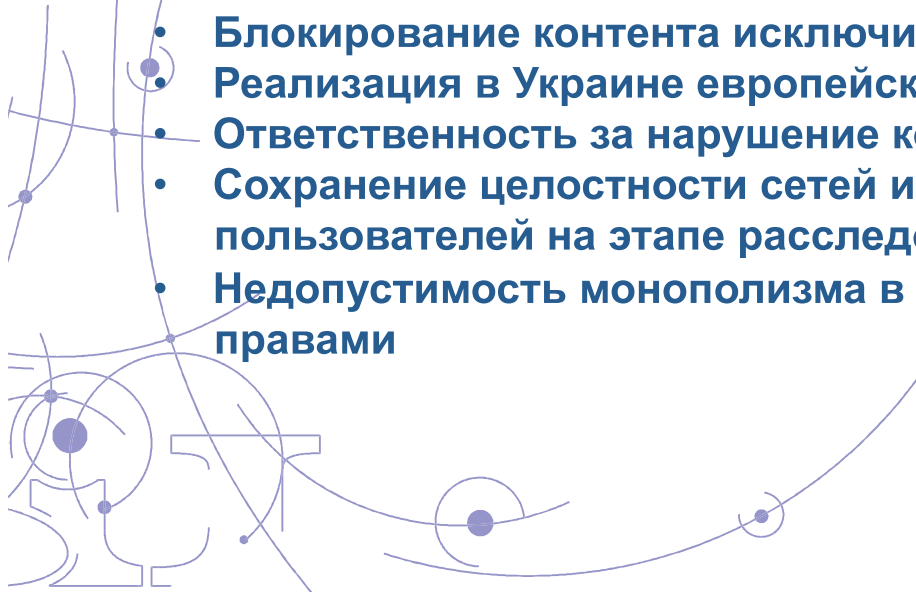 Блокирование контента исключи
Реализация в Украине европейск
Ответственность за нарушение к
Сохранение целостности сетей и
пользователей на этапе расслед
Недопустимость монополизма в
правами